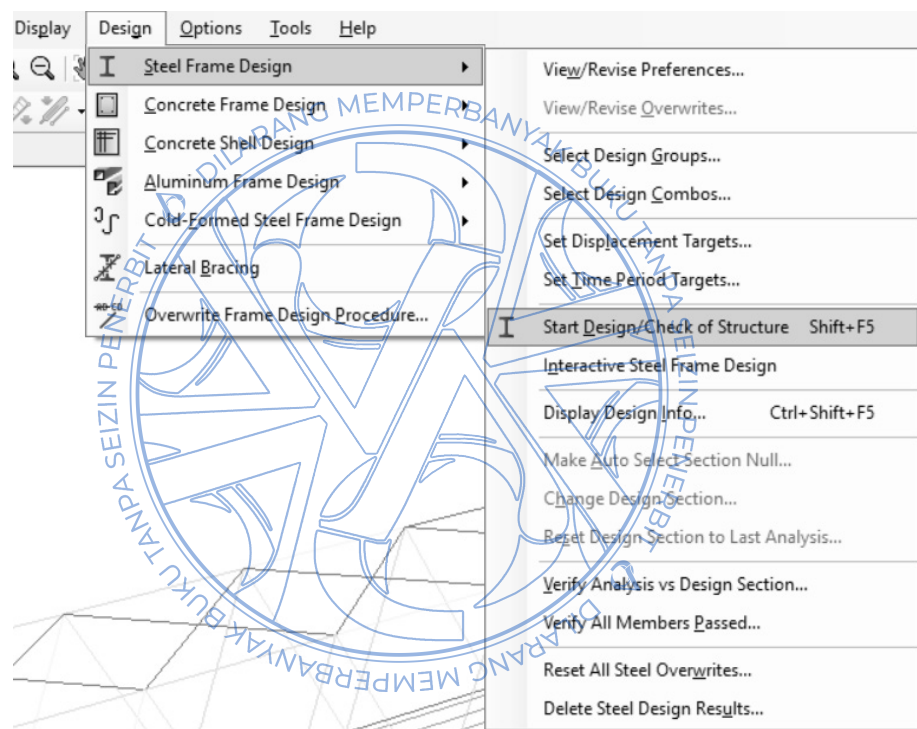 Display Design Options Tools Help
Steel Frame Design
Concrete Frame Design
Concrete Shell Design
Aluminum Frame Design
Cold-Formed Steel Frame Design
Lateral Bracing
Overwrite Frame Design Procedure...
View/Revise Preferences...
View/Revise Overwrites...
Select Design Groups...
Select Design Combos...
Set Displacement Targets...
Set Time Period Targets...
Start Design/Check of Structure Shift+F5
Interactive Steel Frame Design
Display Design Info... Ctrl+Shift+F5
Make Auto Select Section Null...
Change Design Section...
Reset Design Section to Last Analysis...
Verify Analysis vs Design Section...
Verify All Members Passed...
Reset All Steel Overwrites...
Delete Steel Design Results...
DILARANG MEMPERBANYAK BUKU TANPA SEIZIN PENERBIT
DILARANG MEMPERBANYAK BUKU TANPA SEIZIN PENERBIT